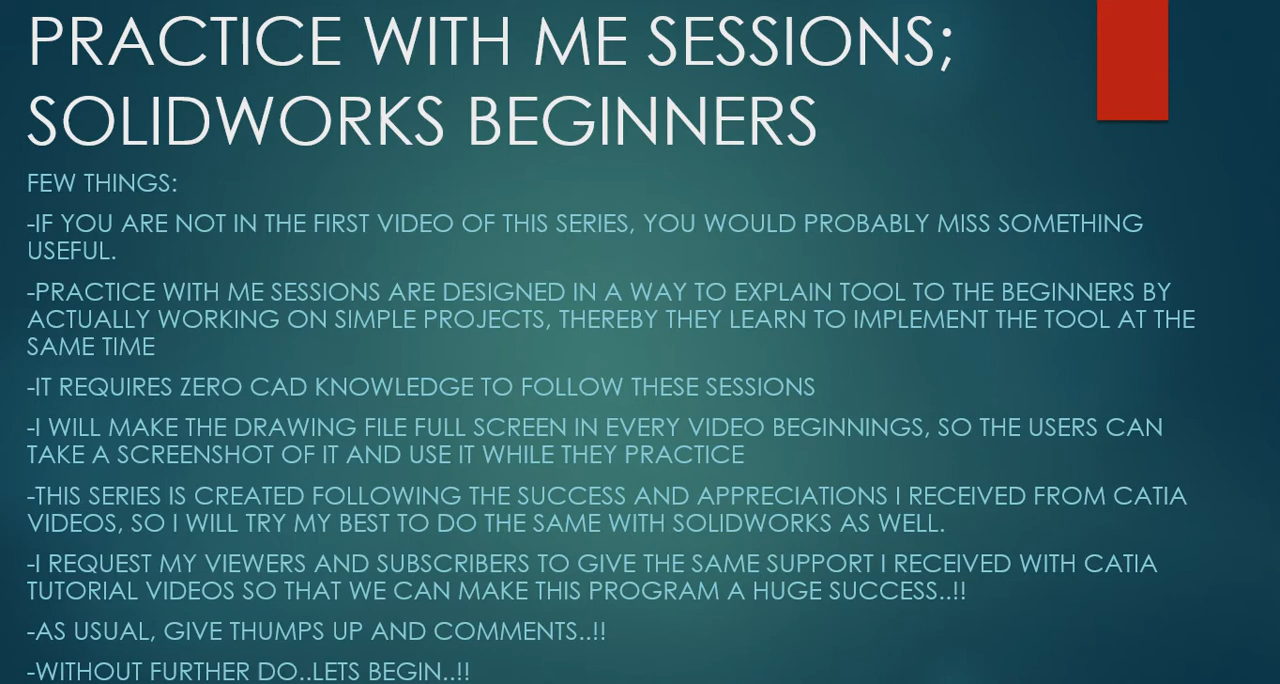 PRACTICE WITH ME SESSIONS;
SOLIDWORKS BEGINNERS
FEW THINGS:
-IF YOU ARE NOT IN THE FIRST VIDEO OF THIS SERIES, YOU WOULD PROBABLY MISS SOMETHING
USEFUL.
-PRACTICE WITH ME SESSIONS ARE DESIGNED IN A WAY TO EXPLAIN TOOL TO THE BEGINNERS BY
ACTUALLY WORKING ON SIMPLE PROJECTS, THEREBY THEY LEARN TO IMPLEMENT THE TOOL AT THE
SAME TIME
-IT REQUIRES ZERO CAD KNOWLEDGE TO FOLLOW THESE SESSIONS
-I WILL MAKE THE DRAWING FILE FULL SCREEN IN EVERY VIDEO BEGINNINGS, SO THE USERS CAN
TAKE A SCREENSHOT OF IT AND USE IT WHILE THEY PRACTICE
-THIS SERIES IS CREATED FOLLOWING THE SUCCESS AND APPRECIATIONS I RECEIVED FROM CATIA
VIDEOS, SO I WILL TRY MY BEST TO DO THE SAME WITH SOLIDWORKS AS WELL.
-I REQUEST MY VIEWERS AND SUBSCRIBERS TO GIVE THE SAME SUPPORT I RECEIVED WITH CATIA
TUTORIAL VIDEOS SO THAT WE CAN MAKE THIS PROGRAM A HUGE SUCCESS..!!
-AS USUAL, GIVE THUMPS UP AND COMMENTS..!!
-WITHOUT FURTHER DO..LETS BEGIN..!!